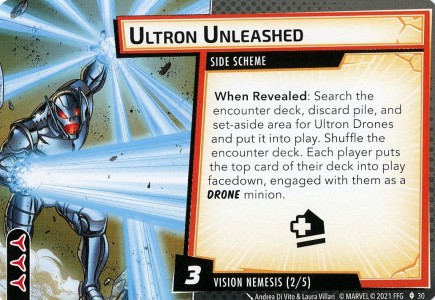 ULTRON UNLEASHED
SIDE SCHEME
When Revealed: Search the
encounter deck, discard pile, and
set-aside area for Ultron Drones
and put it into play. Shuffle the
encounter deck. Each player puts
the top card of their deck into play
facedown, engaged with them as a
DRONE minion.
3
VISION NEMESIS (2/5)
Andrea Di Vito & Laura Villari © MARVEL © 2021 FFG 30